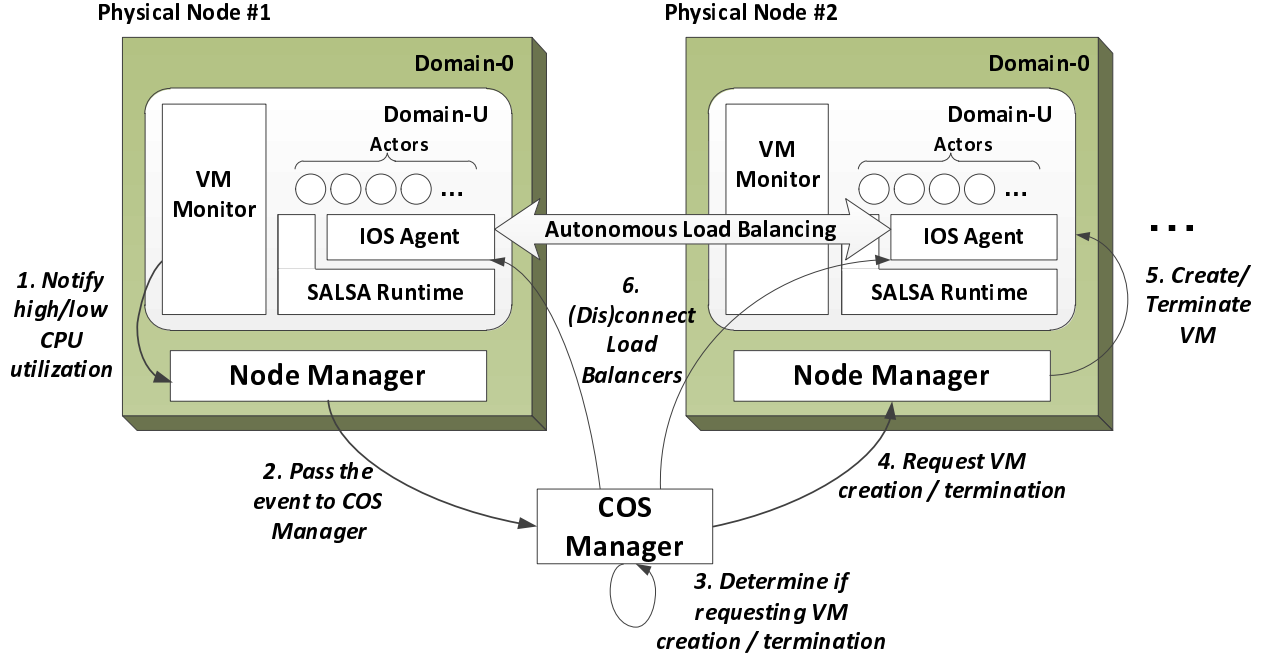 Physical Node #1
Physical Node #2
Domain-0
Domain-U
Actors
...
VM
Monitor
IOS Agent
SALSA Runtime
Node Manager
Domain-0
Domain-U
Actors
...
VM
Monitor
IOS Agent
SALSA Runtime
Node Manager
Autonomous Load Balancing
...
1. Notify
high/low
CPU
utilization
2. Pass the
event to COS
Manager
COS
Manager
3. Determine if
requesting VM
creation / termination
4. Request VM
creation / termination
5. Create/
Terminate
VM
6.
(Dis)connect
Load
Balancers